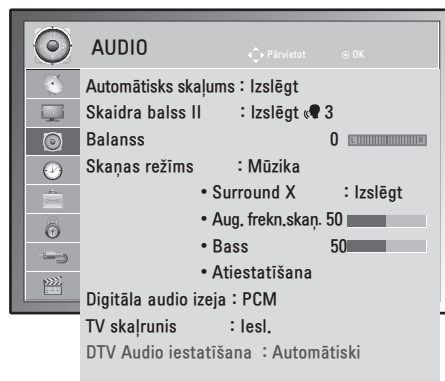 AUDIO
Pārvietot OK
Automātisks skaļums : Izslēgt
Skaidra balss II : Izslēgt 3
Balanss 0 L R
Skaņas režīms : Mūzika
• Surround X : Izslēgt
• Aug. frekn.skaņ. 50
• Bass 50
• Atiestatīšana
Digitāla audio izeja : PCM
TV skaļrunis : Iesl.
DTV Audio iestatīšana : Automātiski